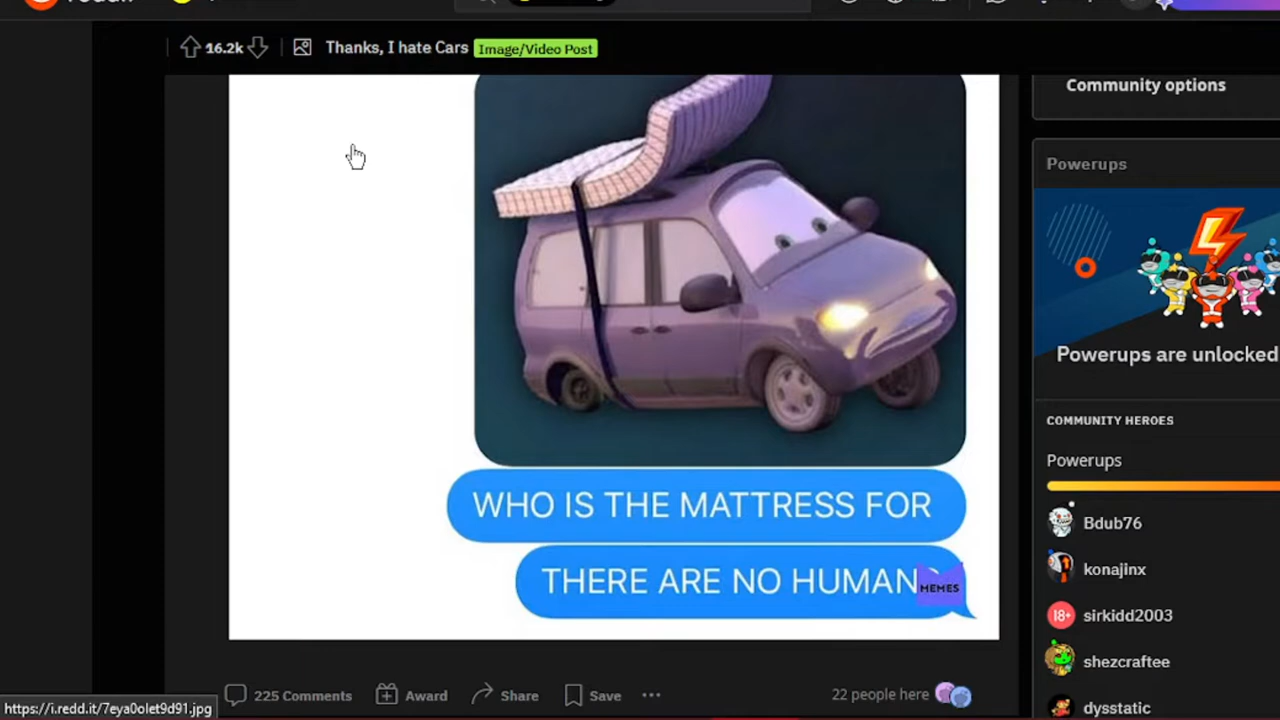 16.2k
Thanks, I hate Cars
Image/Video Post
Community options
Powerups
Powerups are unlocked
COMMUNITY HEROES
Powerups
Bdub76
konajinx
18+
sirkidd2003
shezcraftee
dysstatic
WHO IS THE MATTRESS FOR
THERE ARE NO HUMAN
MEMES
225 Comments
Award
Share
Save
22 people here
https://i.redd.it/7eya0olet9d91.jpg